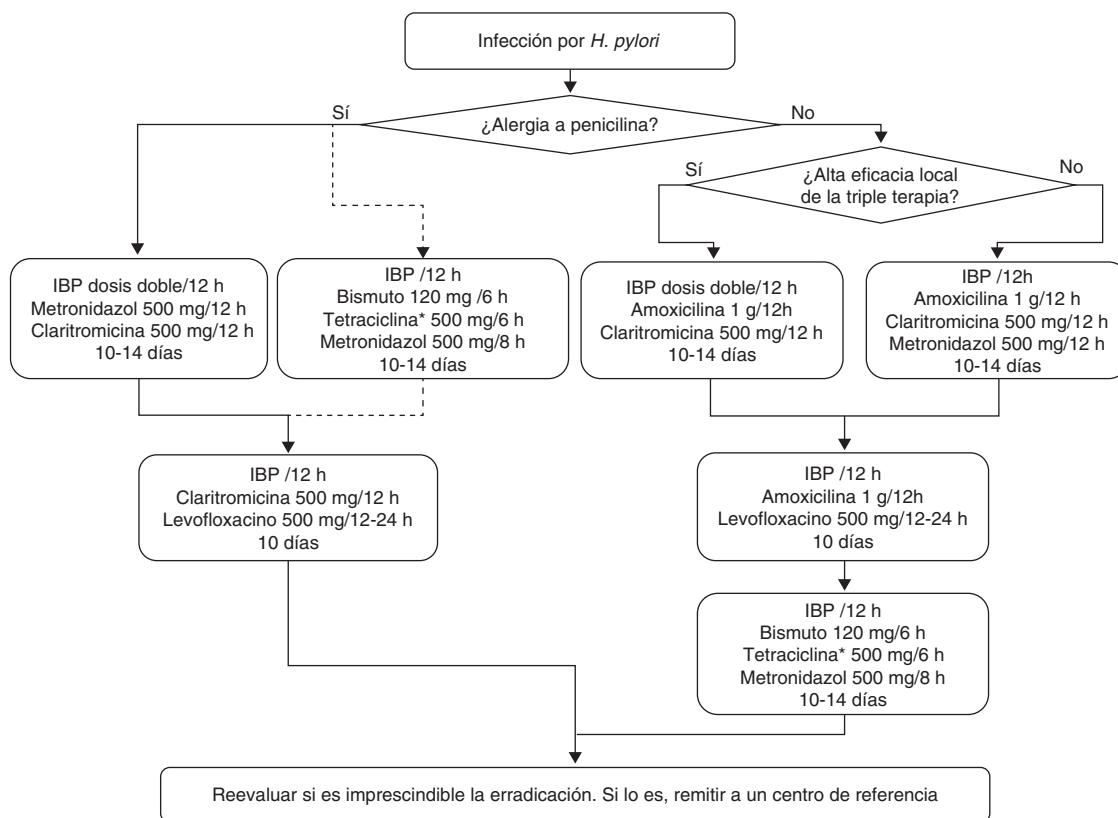 Infección por H. pylori
Sí
¿Alergia a penicilina?
No
Sí
¿Alta eficacia local
de la triple terapia?
No
IBP dosis doble/12 h
Metronidazol 500 mg/12 h
Claritromicina 500 mg/12 h
10-14 días
IBP /12 h
Bismuto 120 mg /6 h
Tetraciclina* 500 mg/6 h
Metronidazol 500 mg/8 h
10-14 días
IBP dosis doble/12 h
Amoxicilina 1 g/12h
Claritromicina 500 mg/12 h
10-14 días
IBP /12h
Amoxicilina 1 g/12 h
Claritromicina 500 mg/12 h
Metronidazol 500 mg/12 h
10-14 días
IBP /12 h
Claritromicina 500 mg/12 h
Levofloxacino 500 mg/12-24 h
10 días
IBP /12 h
Amoxicilina 1 g/12h
Levofloxacino 500 mg/12-24 h
10 días
IBP /12 h
Bismuto 120 mg/6 h
Tetraciclina* 500 mg/6 h
Metronidazol 500 mg/8 h
10-14 días
Reevaluar si es imprescindible la erradicación. Si lo es, remitir a un centro de referencia